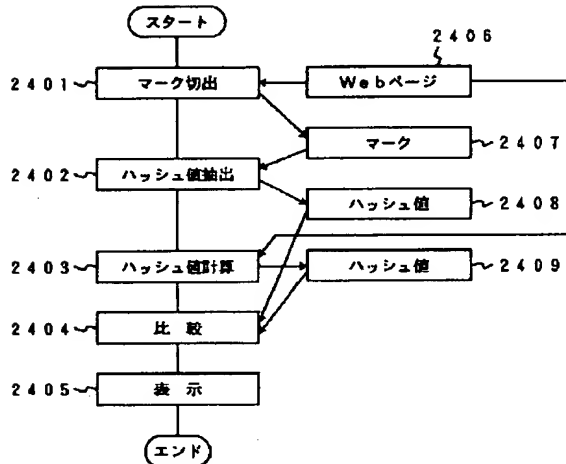 スタート
2406
2401 マーク切出 Webページ
マーク 2407
2402 ハッシュ値抽出
ハッシュ値 2408
2403 ハッシュ値計算 ハッシュ値 2409
2404 比較
2405 表示
エンド